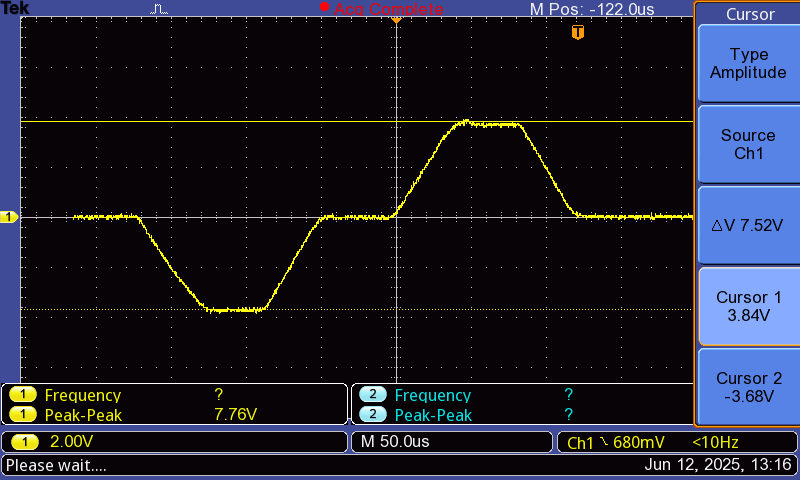 Tek
Acq Complete
M Pos: -122.0us
Cursor
T
Type
Amplitude
Source
Ch1
△V 7.52V
Cursor 1
3.84V
Cursor 2
-3.68V
1
1 Frequency ?
1 Peak-Peak 7.76V
2 Frequency ?
2 Peak-Peak ?
1 2.00V
M 50.0us
Ch1 680mV <10Hz
Please wait....
Jun 12, 2025, 13:16